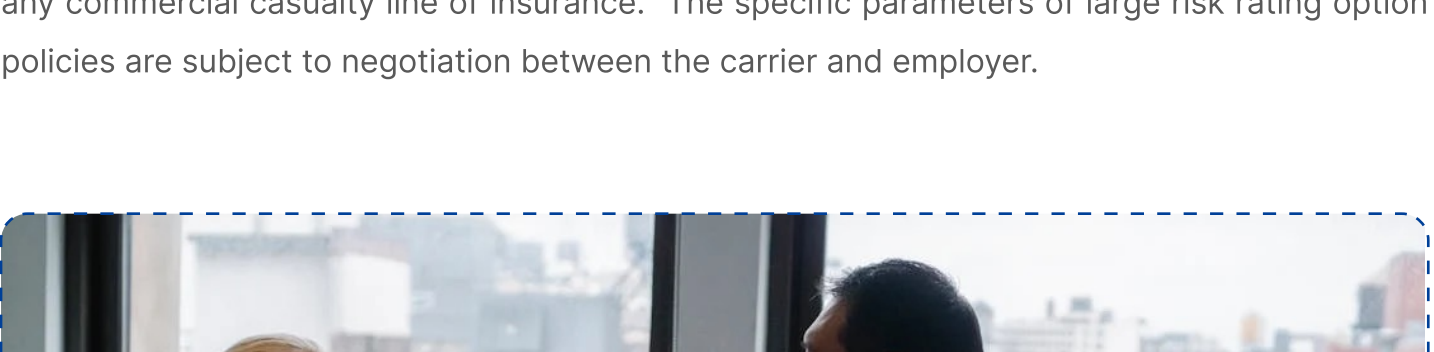 any commercial casualty line of insurance.  The specific parameters of large risk rating option
policies are subject to negotiation between the carrier and employer.